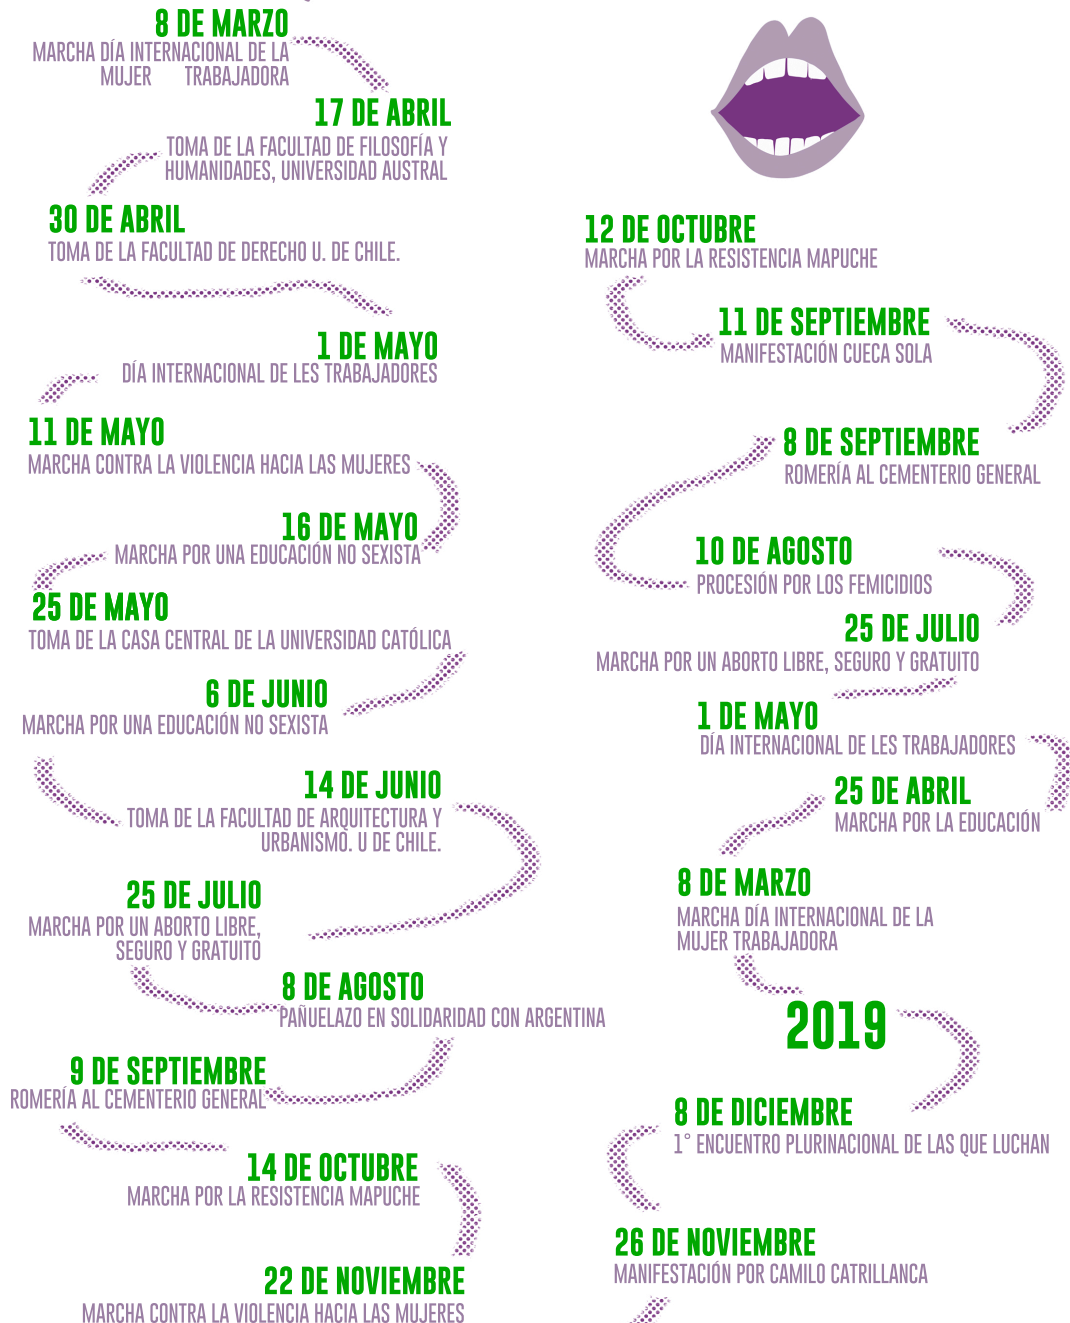 8 DE MARZO
MARCHA DÍA INTERNACIONAL DE LA
MUJER TRABAJADORA
17 DE ABRIL
TOMA DE LA FACULTAD DE FILOSOFÍA Y
HUMANIDADES, UNIVERSIDAD AUSTRAL
30 DE ABRIL
TOMA DE LA FACULTAD DE DERECHO U. DE CHILE.
1 DE MAYO
DÍA INTERNACIONAL DE LES TRABAJADORES
11 DE MAYO
MARCHA CONTRA LA VIOLENCIA HACIA LAS MUJERES
16 DE MAYO
MARCHA POR UNA EDUCACIÓN NO SEXISTA
25 DE MAYO
TOMA DE LA CASA CENTRAL DE LA UNIVERSIDAD CATÓLICA
6 DE JUNIO
MARCHA POR UNA EDUCACIÓN NO SEXISTA
14 DE JUNIO
TOMA DE LA FACULTAD DE ARQUITECTURA Y
URBANISMO. U DE CHILE.
25 DE JULIO
MARCHA POR UN ABORTO LIBRE,
SEGURO Y GRATUITO
8 DE AGOSTO
PAÑUELAZO EN SOLIDARIDAD CON ARGENTINA
9 DE SEPTIEMBRE
ROMERÍA AL CEMENTERIO GENERAL
14 DE OCTUBRE
MARCHA POR LA RESISTENCIA MAPUCHE
22 DE NOVIEMBRE
MARCHA CONTRA LA VIOLENCIA HACIA LAS MUJERES
12 DE OCTUBRE
MARCHA POR LA RESISTENCIA MAPUCHE
11 DE SEPTIEMBRE
MANIFESTACIÓN CUECA SOLA
8 DE SEPTIEMBRE
ROMERÍA AL CEMENTERIO GENERAL
10 DE AGOSTO
PROCESIÓN POR LOS FEMICIDIOS
25 DE JULIO
MARCHA POR UN ABORTO LIBRE, SEGURO Y GRATUITO
1 DE MAYO
DÍA INTERNACIONAL DE LES TRABAJADORES
25 DE ABRIL
MARCHA POR LA EDUCACIÓN
8 DE MARZO
MARCHA DÍA INTERNACIONAL DE LA
MUJER TRABAJADORA
2019
8 DE DICIEMBRE
1° ENCUENTRO PLURINACIONAL DE LAS QUE LUCHAN
26 DE NOVIEMBRE
MANIFESTACIÓN POR CAMILO CATRILLANCA